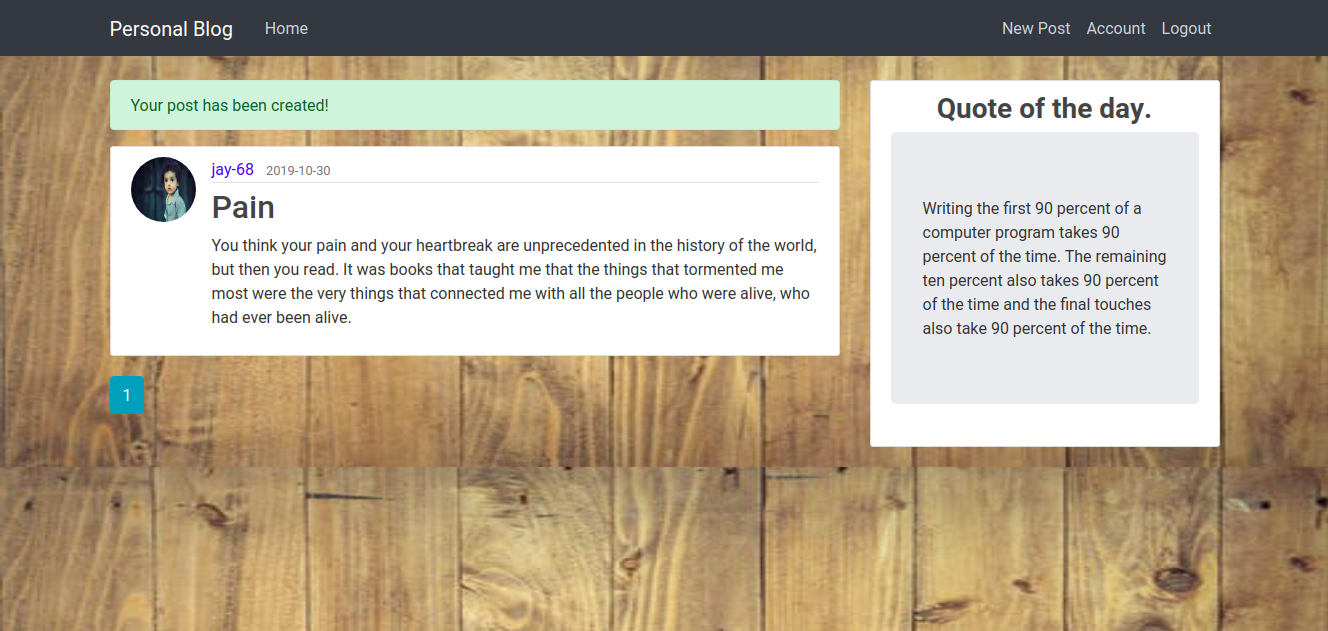 Personal Blog Home New Post Account Logout
Your post has been created!
jay-68 2019-10-30
Pain
You think your pain and your heartbreak are unprecedented in the history of the world,
but then you read. It was books that taught me that the things that tormented me
most were the very things that connected me with all the people who were alive, who
had ever been alive.
1
Quote of the day.
Writing the first 90 percent of a
computer program takes 90
percent of the time. The remaining
ten percent also takes 90 percent
of the time and the final touches
also take 90 percent of the time.